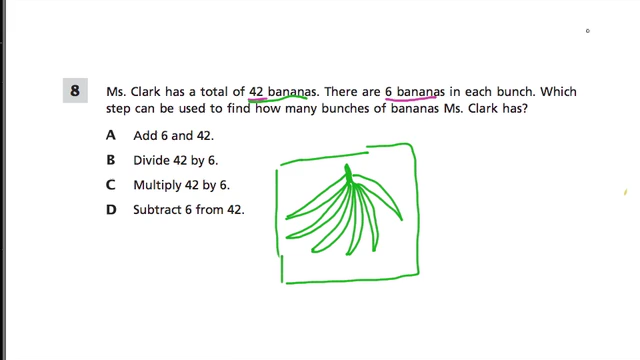 8 Ms. Clark has a total of 42 bananas. There are 6 bananas in each bunch. Which
step can be used to find how many bunches of bananas Ms. Clark has?
A Add 6 and 42.
B Divide 42 by 6.
C Multiply 42 by 6.
D Subtract 6 from 42.